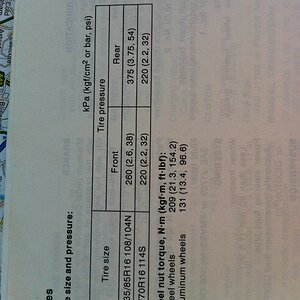 es
e size and pressure:
kPa (kgf/cm² or bar, psi)
Tire size
Tire pressure
Front
Rear
35/85R16 108/104N
260 (2.6, 38)
375 (3.75, 54)
70R16 114S
220 (2.2, 32)
220 (2.2, 32)
el nut torque, N·m (kgf·m, ft·lbf):
eel wheels
209 (21.3, 154.2)
uminum wheels
131 (13.4, 96.6)